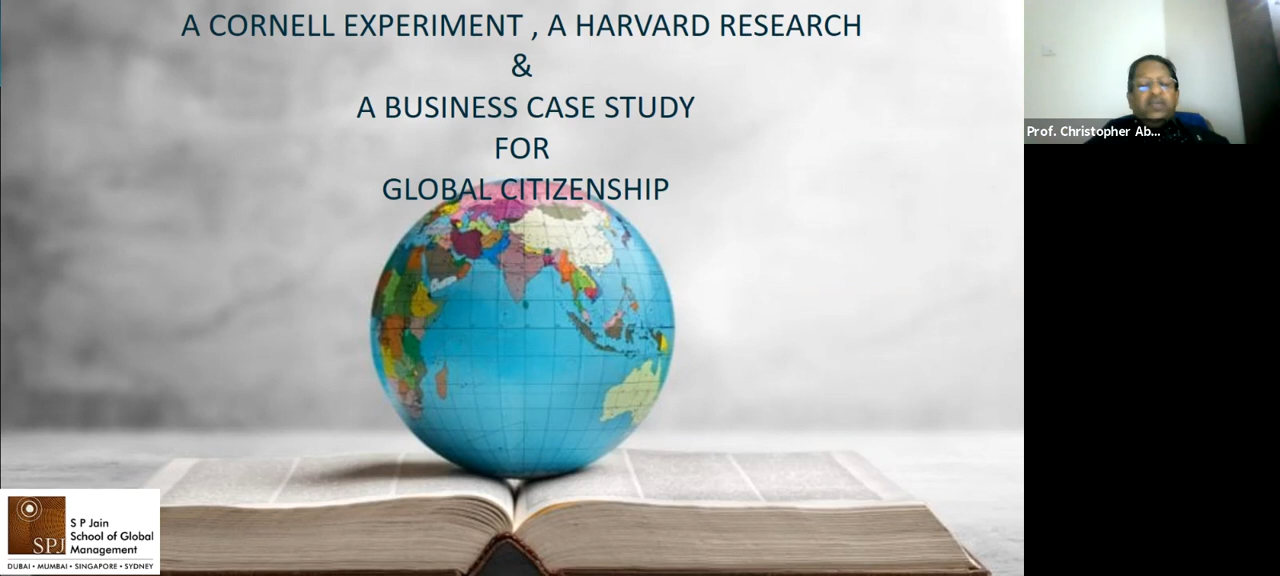 A CORNELL EXPERIMENT , A HARVARD RESEARCH
&
A BUSINESS CASE STUDY
FOR
GLOBAL CITIZENSHIP
Prof. Christopher Ab...
SPJ
S P Jain
School of Global
Management
DUBAI • MUMBAI • SINGAPORE • SYDNEY